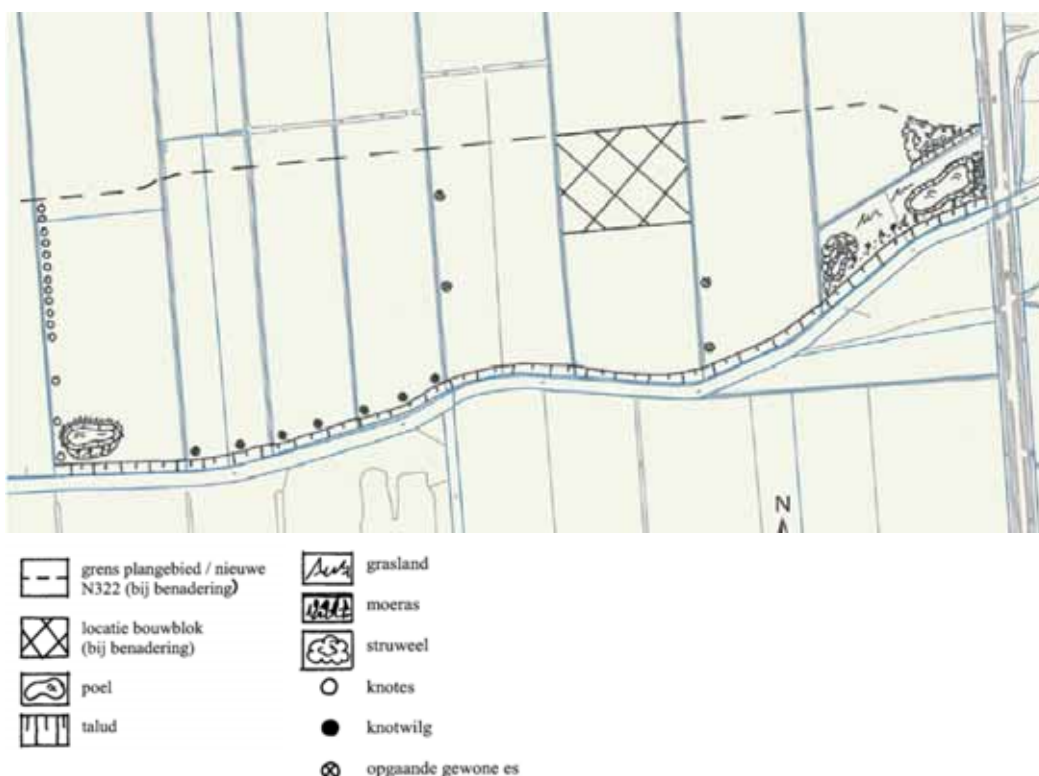 N
grens plangebied / nieuwe
N322 (bij benadering)
locatie bouwblok
(bij benadering)
poel
talud
grasland
moeras
struweel
knotes
knotwilg
opgaande gewone es